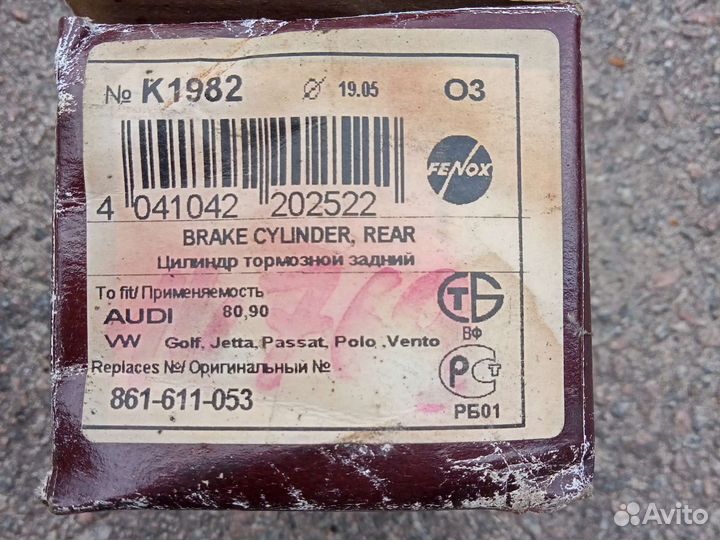 № K1982 ⌀ 19.05 O3
FENOX
4 041042 202522
BRAKE CYLINDER, REAR
Цилиндр тормозной задний
To fit/ Применяемость
AUDI 80,90
VW Golf, Jetta, Passat, Polo ,Vento
Replaces №/ Оригинальный №
861-611-053
ВФ
РСт
РБ01
Avito